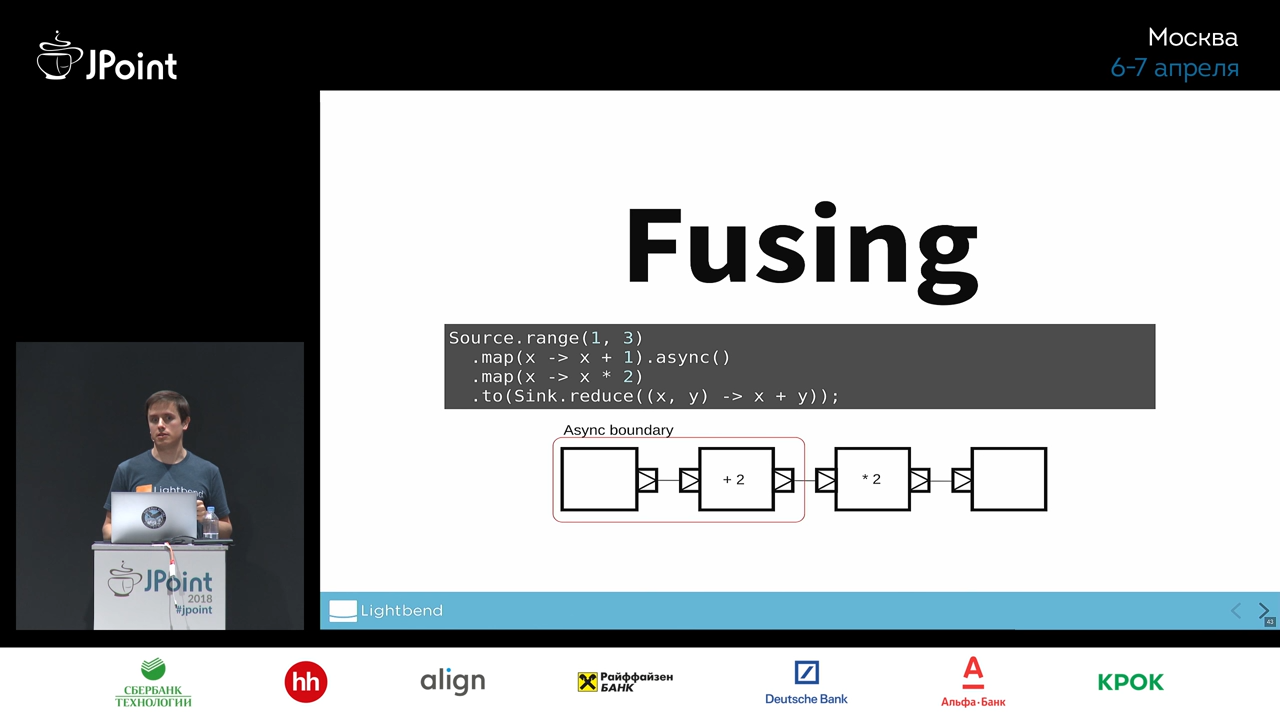 JPoint
Москва
6-7 апреля
Fusing
Source.range(1, 3)
.map(x -> x + 1).async()
.map(x -> x * 2)
.to(Sink.reduce((x, y) -> x + y));
Async boundary
+ 2
* 2
Lightbend
43
Lightbend
JPoint
2018
#jpoint
СБЕРБАНК
ТЕХНОЛОГИИ
hh
align
Райффайзен
БАНК
Deutsche Bank
А
Альфа·Банк
КРОК